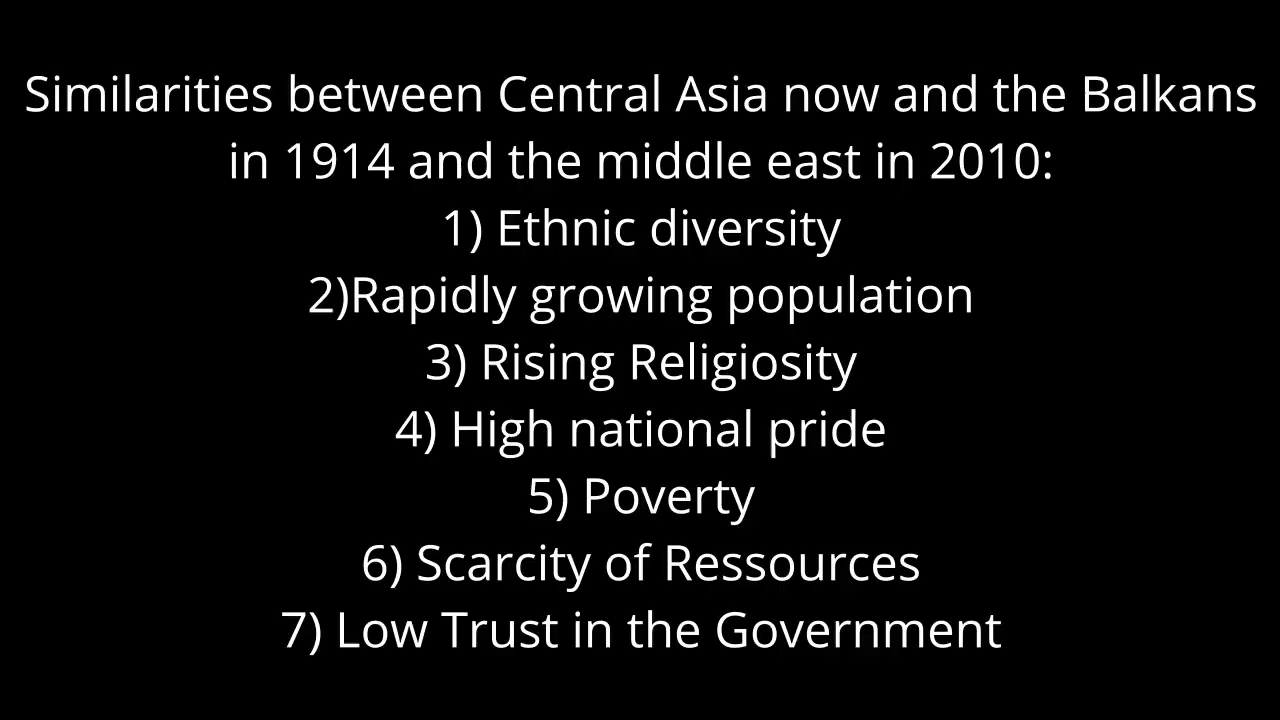 Similarities between Central Asia now and the Balkans
in 1914 and the middle east in 2010:
1) Ethnic diversity
2)Rapidly growing population
3) Rising Religiosity
4) High national pride
5) Poverty
6) Scarcity of Ressources
7) Low Trust in the Government